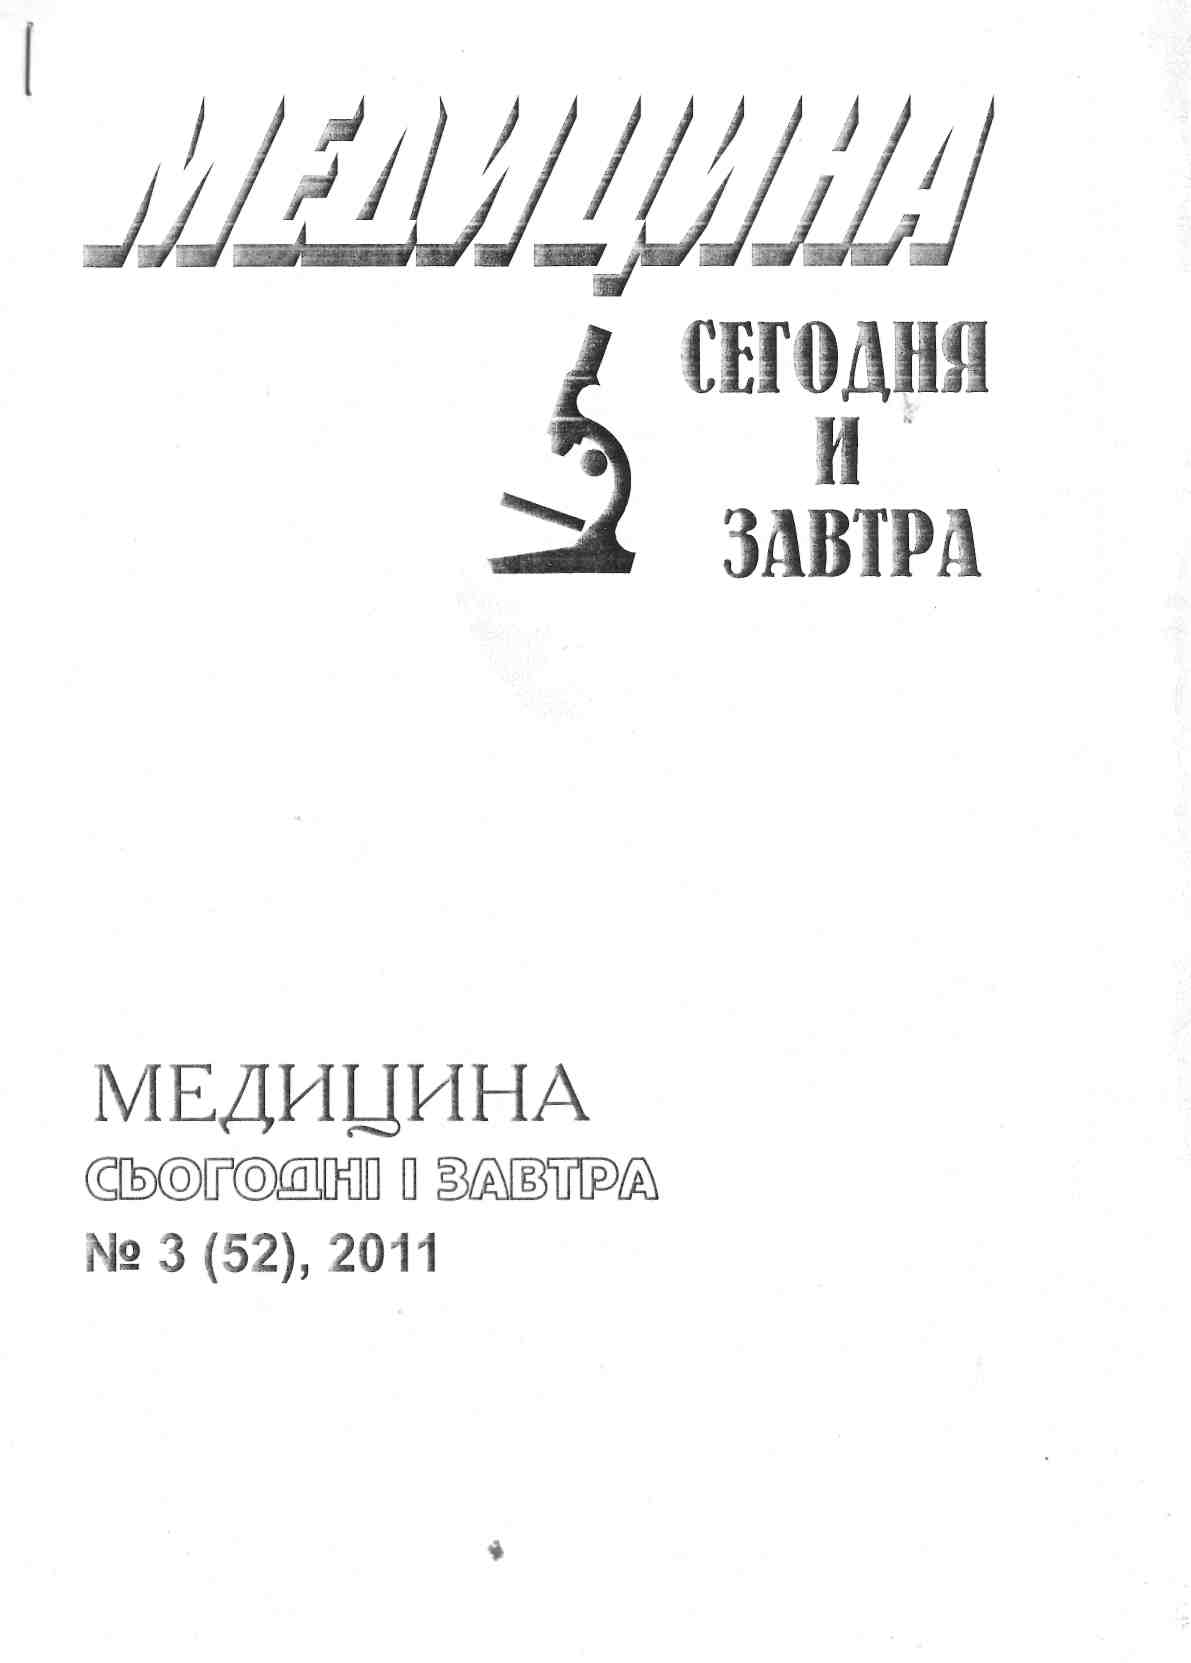 МЕДИЦИНА
СЕГОДНЯ
И
ЗАВТРА
МЕДИЦИНА
СЬОГОДНІ І ЗАВТРА
№ 3 (52), 2011